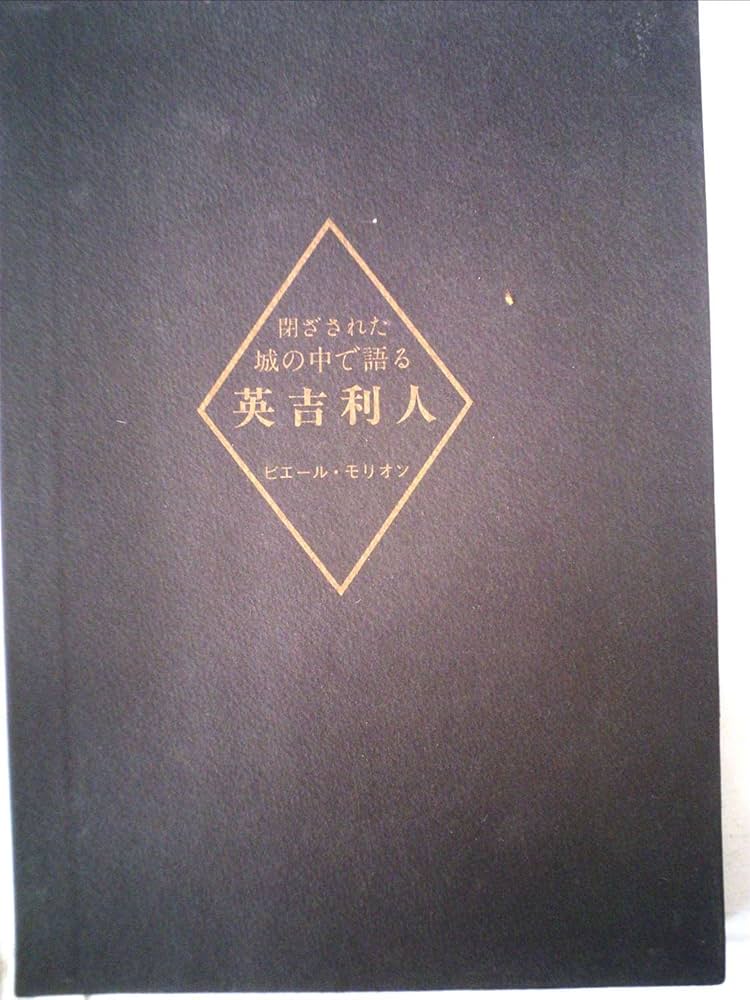 閉ざされた
城の中で語る
英吉利人
ピエール・モリオン